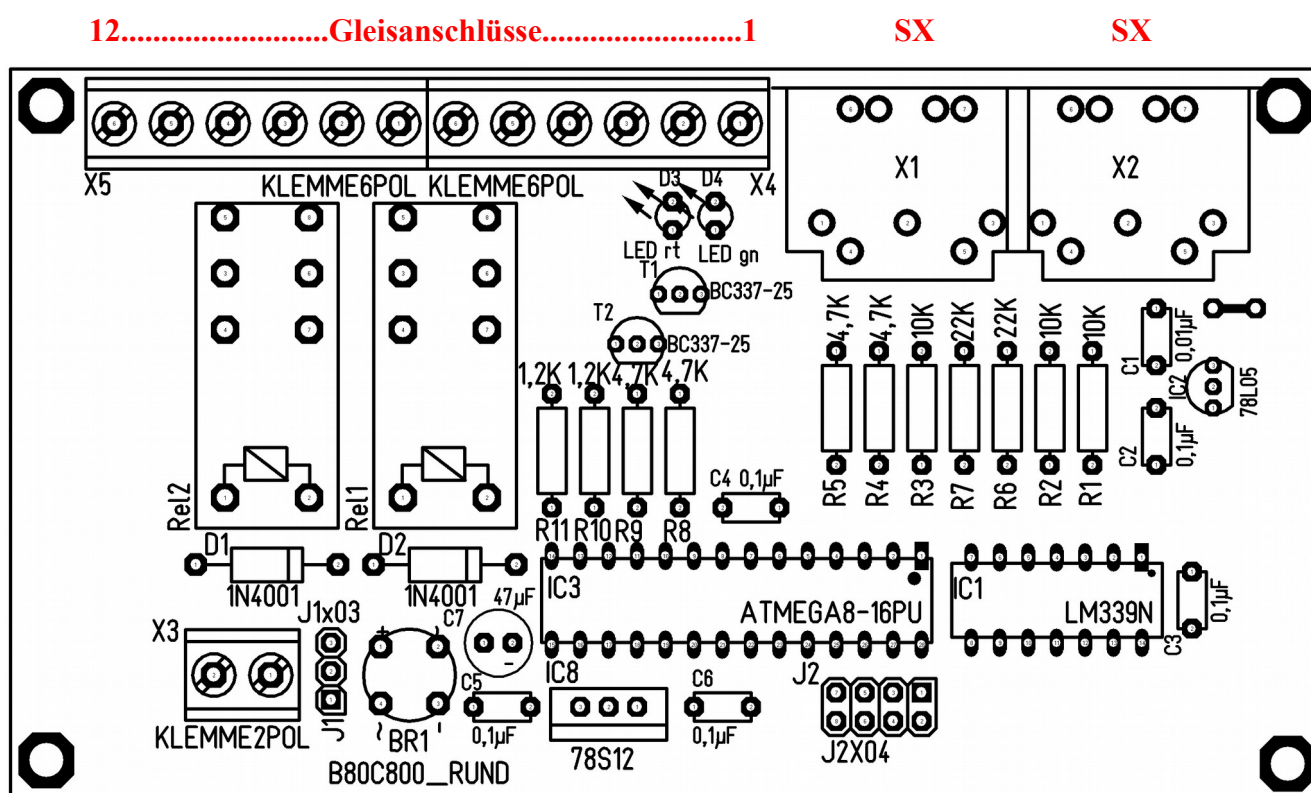 12..........................Gleisanschlüsse.........................1 SX SX
X5 KLEMME6POL KLEMME6POL X4
D3 D4
X1 X2
LED rt LED gn
T1 BC337-25
T2 BC337-25
1,2K 1,2K 4,7K 4,7K
4,7K 4,7K 10K 22K 22K 10K 10K
C1 0,01µF
IC2 78L05
C2 0,1µF
R5 R4 R3 R7 R6 R2 R1
C4 0,1µF
Rel2 Rel1
R11 R10 R9 R8
D1 D2
1N4001 1N4001
IC3 ATMEGA8-16PU
IC1 LM339N
C3 0,1µF
X3 J1x03 C7 47µF
+ ~ -
KLEMME2POL J1
~ BR1 '
B80C800_RUND
C5 0,1µF
IC8 78S12
C6 0,1µF
J2
J2X04